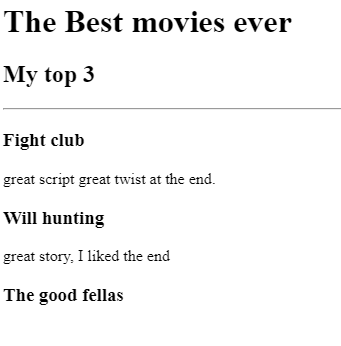 The Best movies ever
My top 3
Fight club
great script great twist at the end.
Will hunting
great story, I liked the end
The good fellas